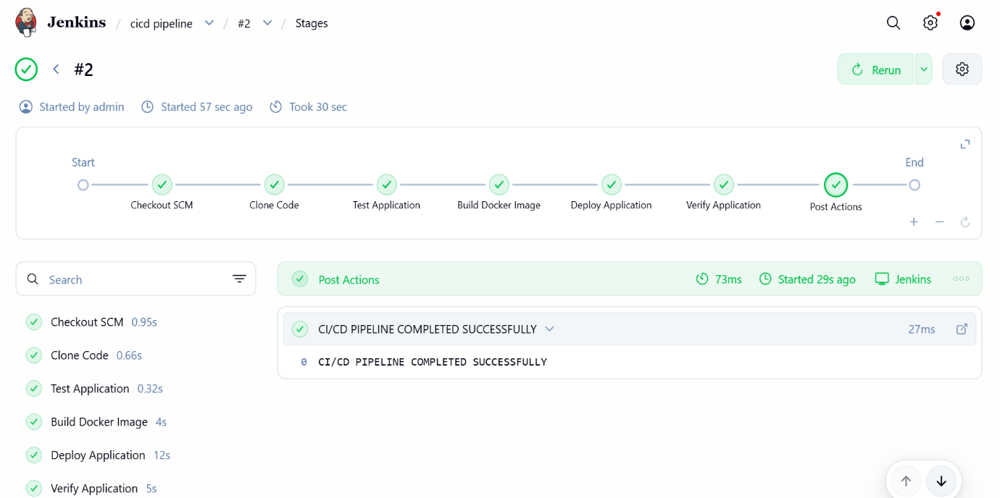 Jenkins / cicd pipeline / #2 / Stages
#2
Rerun
Started by admin Started 57 sec ago Took 30 sec
Start End
Checkout SCM Clone Code Test Application Build Docker Image Deploy Application Verify Application Post Actions
Search
Post Actions 73ms Started 29s ago Jenkins
Checkout SCM 0.95s
CI/CD PIPELINE COMPLETED SUCCESSFULLY 27ms
Clone Code 0.66s
0 CI/CD PIPELINE COMPLETED SUCCESSFULLY
Test Application 0.32s
Build Docker Image 4s
Deploy Application 12s
Verify Application 5s